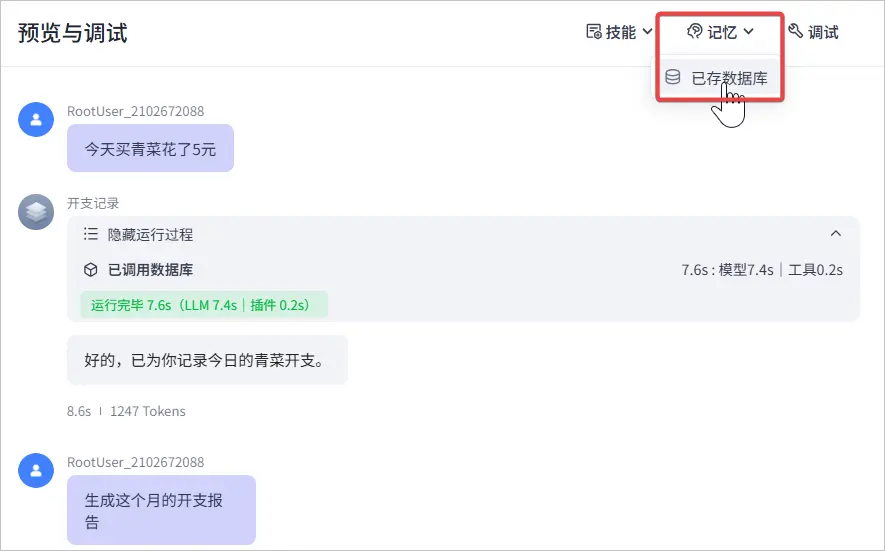 预览与调试
技能
记忆
调试
已存数据库
RootUser_2102672088
今天买青菜花了5元
开支记录
隐藏运行过程
已调用数据库
7.6s : 模型7.4s | 工具0.2s
运行完毕 7.6s（LLM 7.4s | 插件 0.2s）
好的，已为你记录今日的青菜开支。
8.6s | 1247 Tokens
RootUser_2102672088
生成这个月的开支报
告